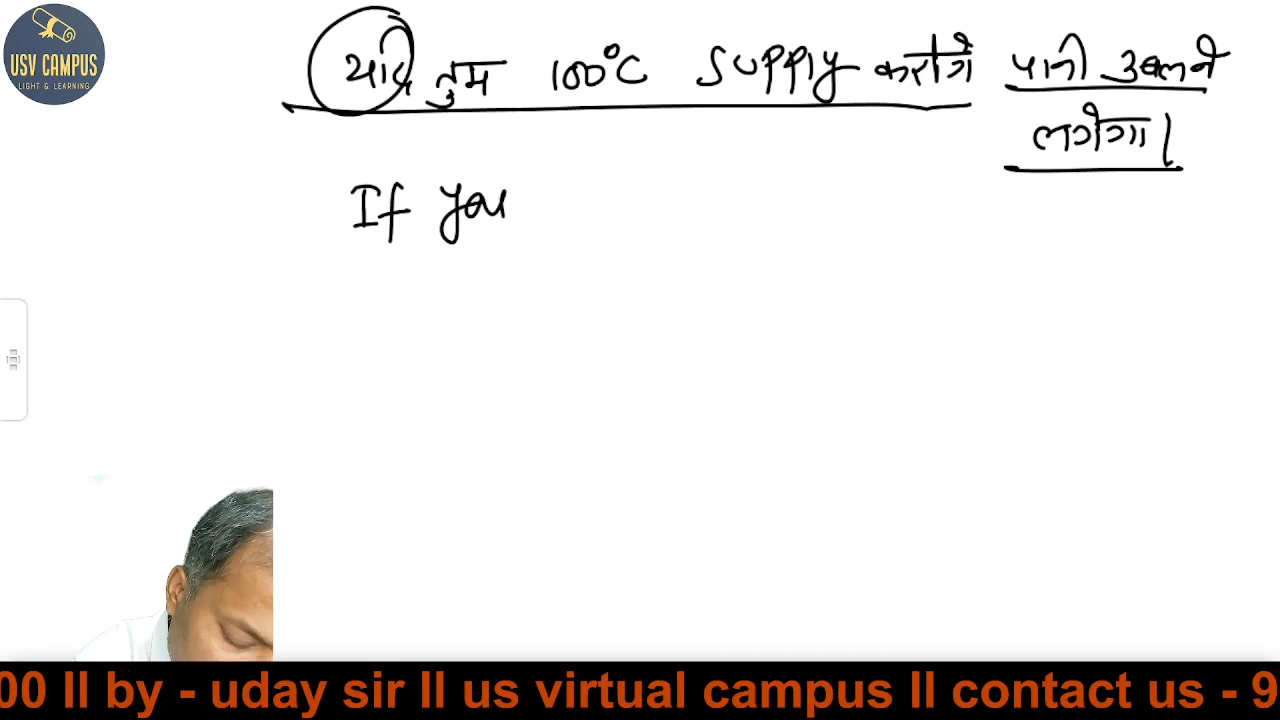 USV CAMPUS
LIGHT & LEARNING
यदि तुम 100°C supply करोगे पानी उबलने
लगेगा।
If you
00 II by - uday sir II us virtual campus II contact us - 9